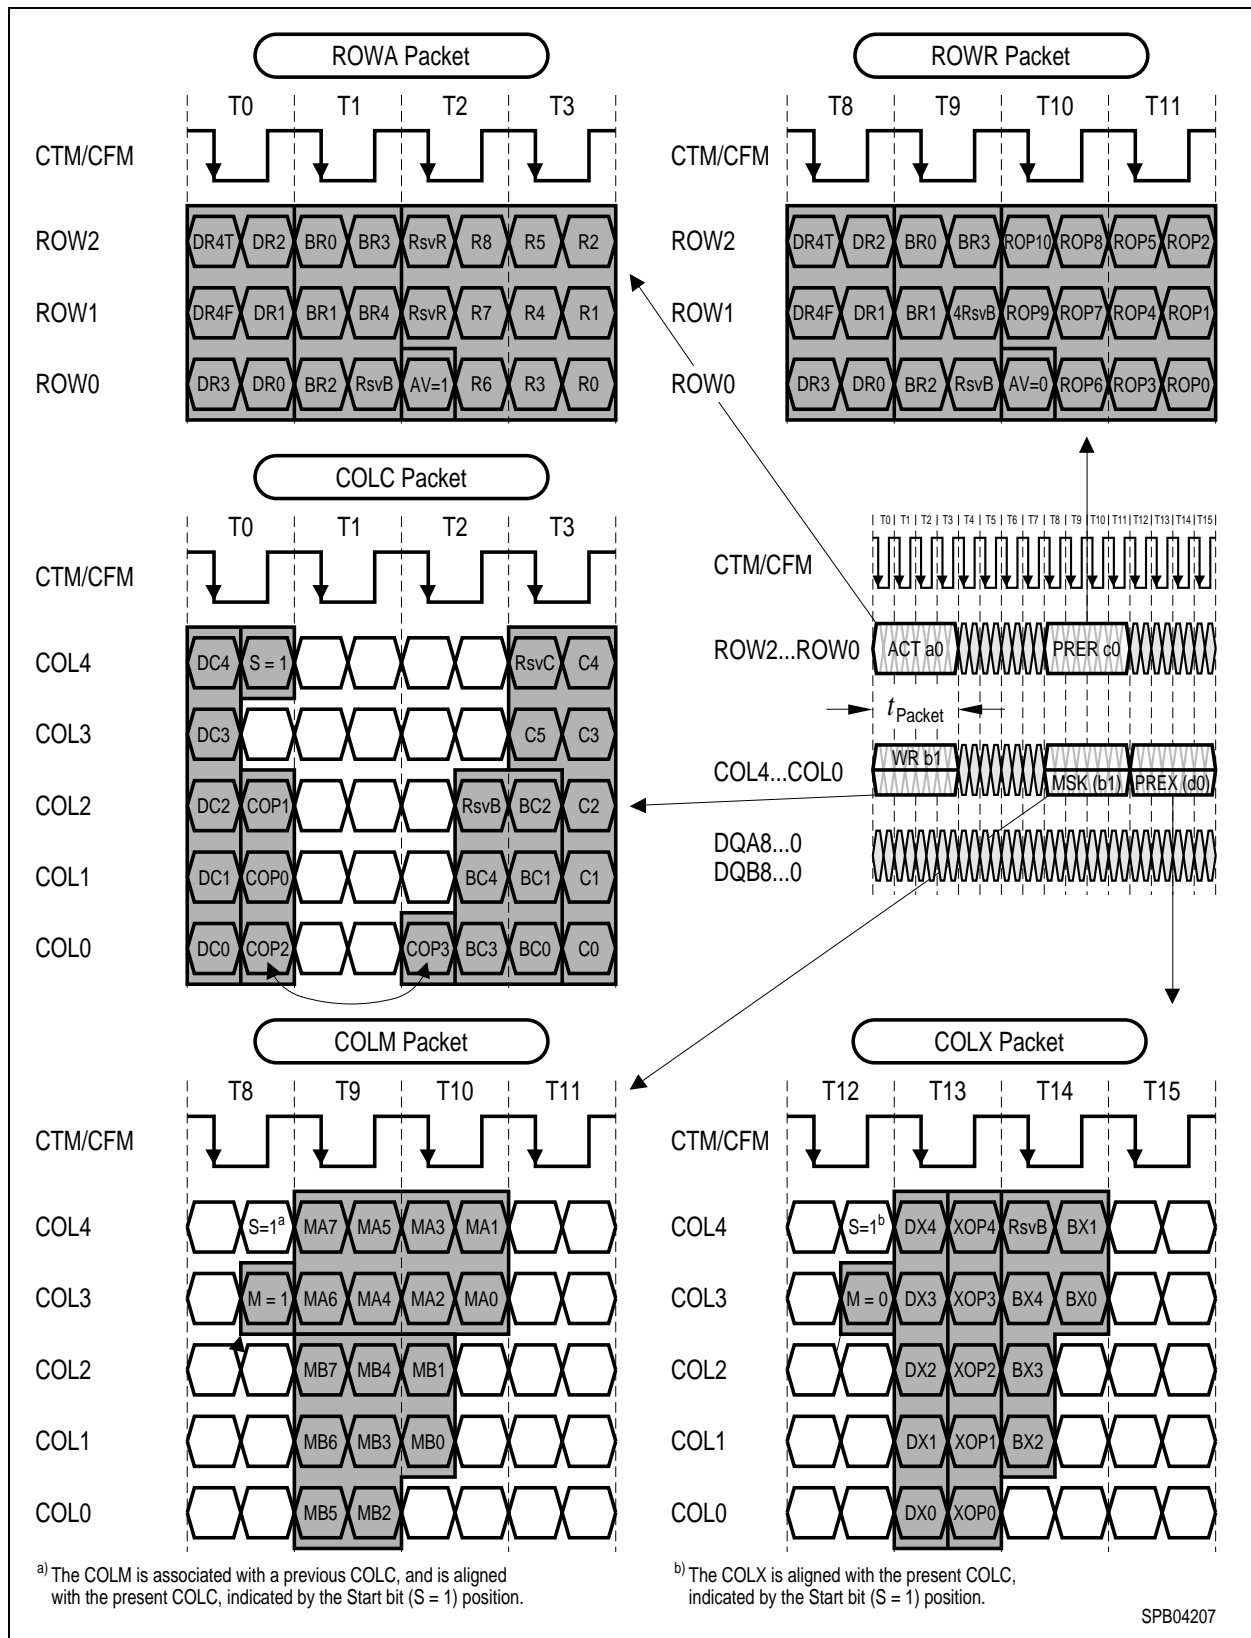 ROWA Packet
T0 T1 T2 T3
CTM/CFM
ROW2 DR4T DR2 BR0 BR3 RsvR R8 R5 R2
ROW1 DR4F DR1 BR1 BR4 RsvR R7 R4 R1
ROW0 DR3 DR0 BR2 RsvB AV=1 R6 R3 R0
ROWR Packet
T8 T9 T10 T11
CTM/CFM
ROW2 DR4T DR2 BR0 BR3 ROP10 ROP8 ROP5 ROP2
ROW1 DR4F DR1 BR1 4RsvB ROP9 ROP7 ROP4 ROP1
ROW0 DR3 DR0 BR2 RsvB AV=0 ROP6 ROP3 ROP0
COLC Packet
T0 T1 T2 T3
CTM/CFM
COL4 DC4 S = 1 RsvC C4
COL3 DC3 C5 C3
COL2 DC2 COP1 RsvB BC2 C2
COL1 DC1 COP0 BC4 BC1 C1
COL0 DC0 COP2 COP3 BC3 BC0 C0
T0 T1 T2 T3 T4 T5 T6 T7 T8 T9 T10 T11 T12 T13 T14 T15
CTM/CFM
ROW2...ROW0 ACT a0 PRER c0
tPacket
COL4...COL0 WR b1
MSK (b1) PREX (d0)
DQA8...0
DQB8...0
COLM Packet
T8 T9 T10 T11
CTM/CFM
COL4 S=1a MA7 MA5 MA3 MA1
COL3 M = 1 MA6 MA4 MA2 MA0
COL2 MB7 MB4 MB1
COL1 MB6 MB3 MB0
COL0 MB5 MB2
a) The COLM is associated with a previous COLC, and is aligned
with the present COLC, indicated by the Start bit (S = 1) position.
COLX Packet
T12 T13 T14 T15
CTM/CFM
COL4 S=1b DX4 XOP4 RsvB BX1
COL3 M = 0 DX3 XOP3 BX4 BX0
COL2 DX2 XOP2 BX3
COL1 DX1 XOP1 BX2
COL0 DX0 XOP0
b) The COLX is aligned with the present COLC,
indicated by the Start bit (S = 1) position.
SPB04207